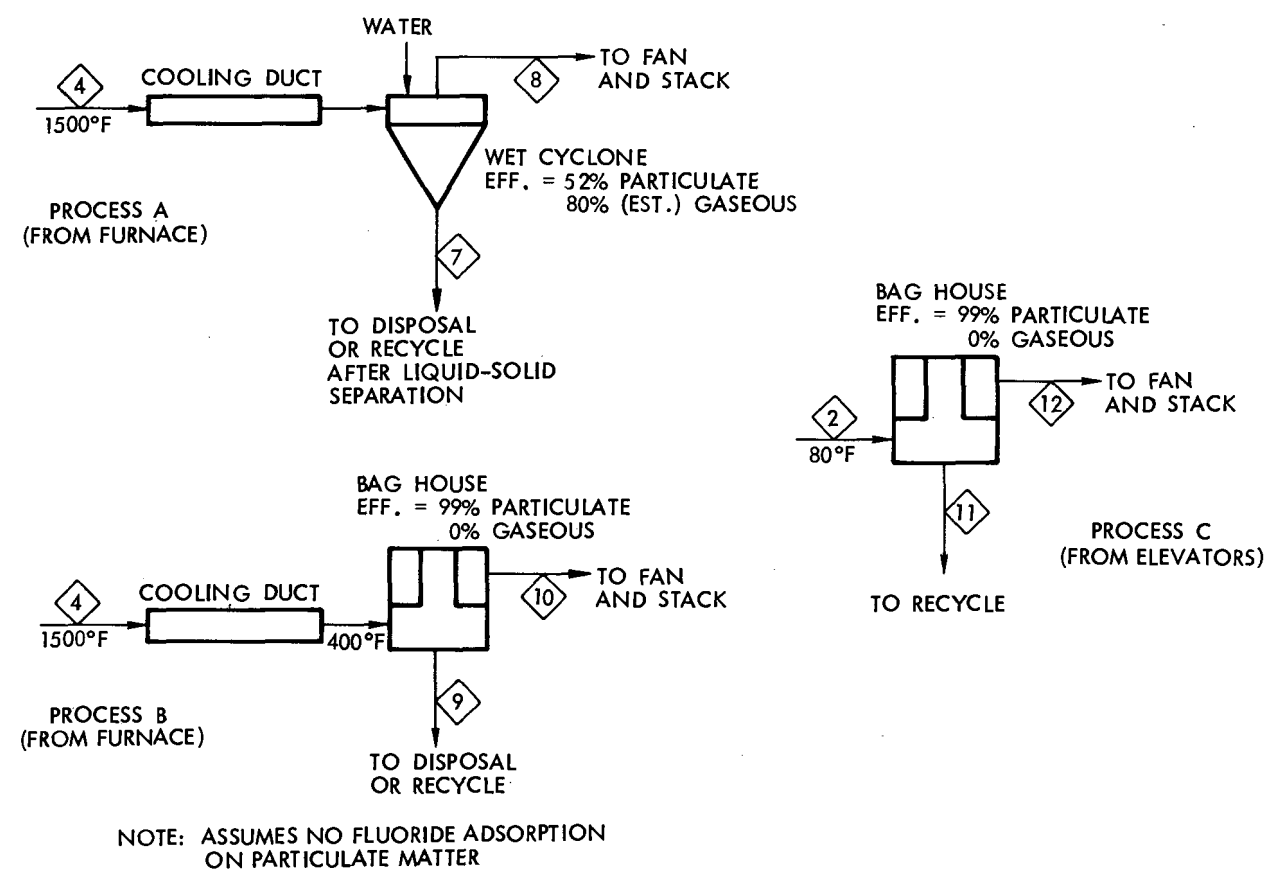 WATER
TO FAN
AND STACK
8
4
COOLING DUCT
1500°F
WET CYCLONE
EFF. = 52% PARTICULATE
80% (EST.) GASEOUS
PROCESS A
(FROM FURNACE)
7
TO DISPOSAL
OR RECYCLE
AFTER LIQUID-SOLID
SEPARATION
BAG HOUSE
EFF. = 99% PARTICULATE
0% GASEOUS
TO FAN
AND STACK
12
2
80°F
11
PROCESS C
(FROM ELEVATORS)
TO RECYCLE
BAG HOUSE
EFF. = 99% PARTICULATE
0% GASEOUS
TO FAN
AND STACK
10
4
COOLING DUCT
1500°F
400°F
9
PROCESS B
(FROM FURNACE)
TO DISPOSAL
OR RECYCLE
NOTE: ASSUMES NO FLUORIDE ADSORPTION
ON PARTICULATE MATTER